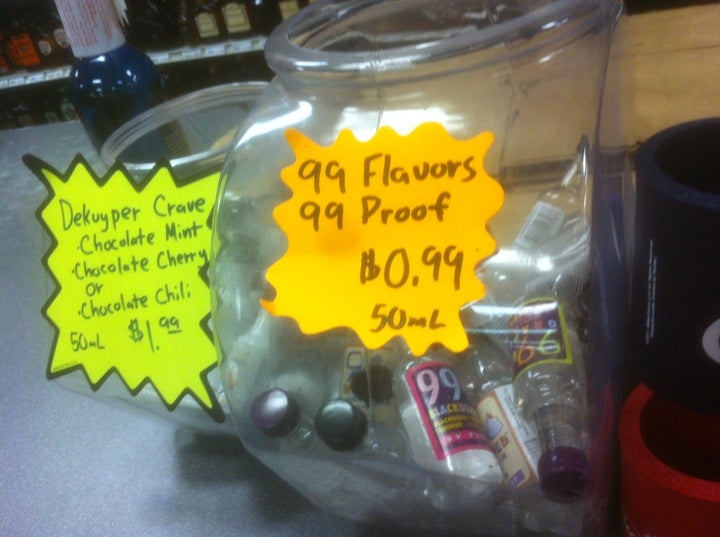 Dekuyper Crave
·Chocolate Mint
·Chocolate Cherry
or
·Chocolate Chili
50mL $1.99
99 Flavors
99 Proof
$0.99
50mL
99